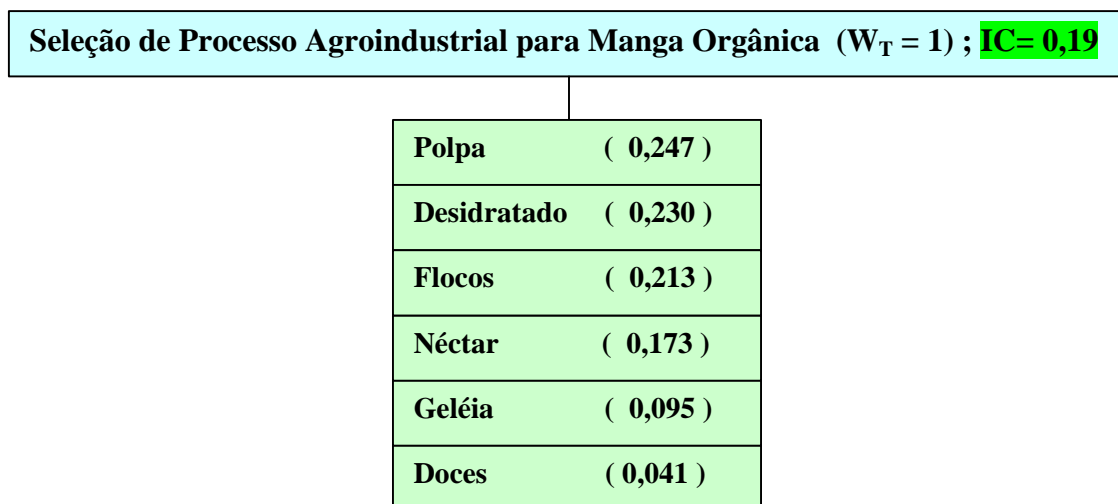 Seleção de Processo Agroindustrial para Manga Orgânica (W_T = 1) ; IC= 0,19
Polpa ( 0,247 )
Desidratado ( 0,230 )
Flocos ( 0,213 )
Néctar ( 0,173 )
Geléia ( 0,095 )
Doces ( 0,041 )